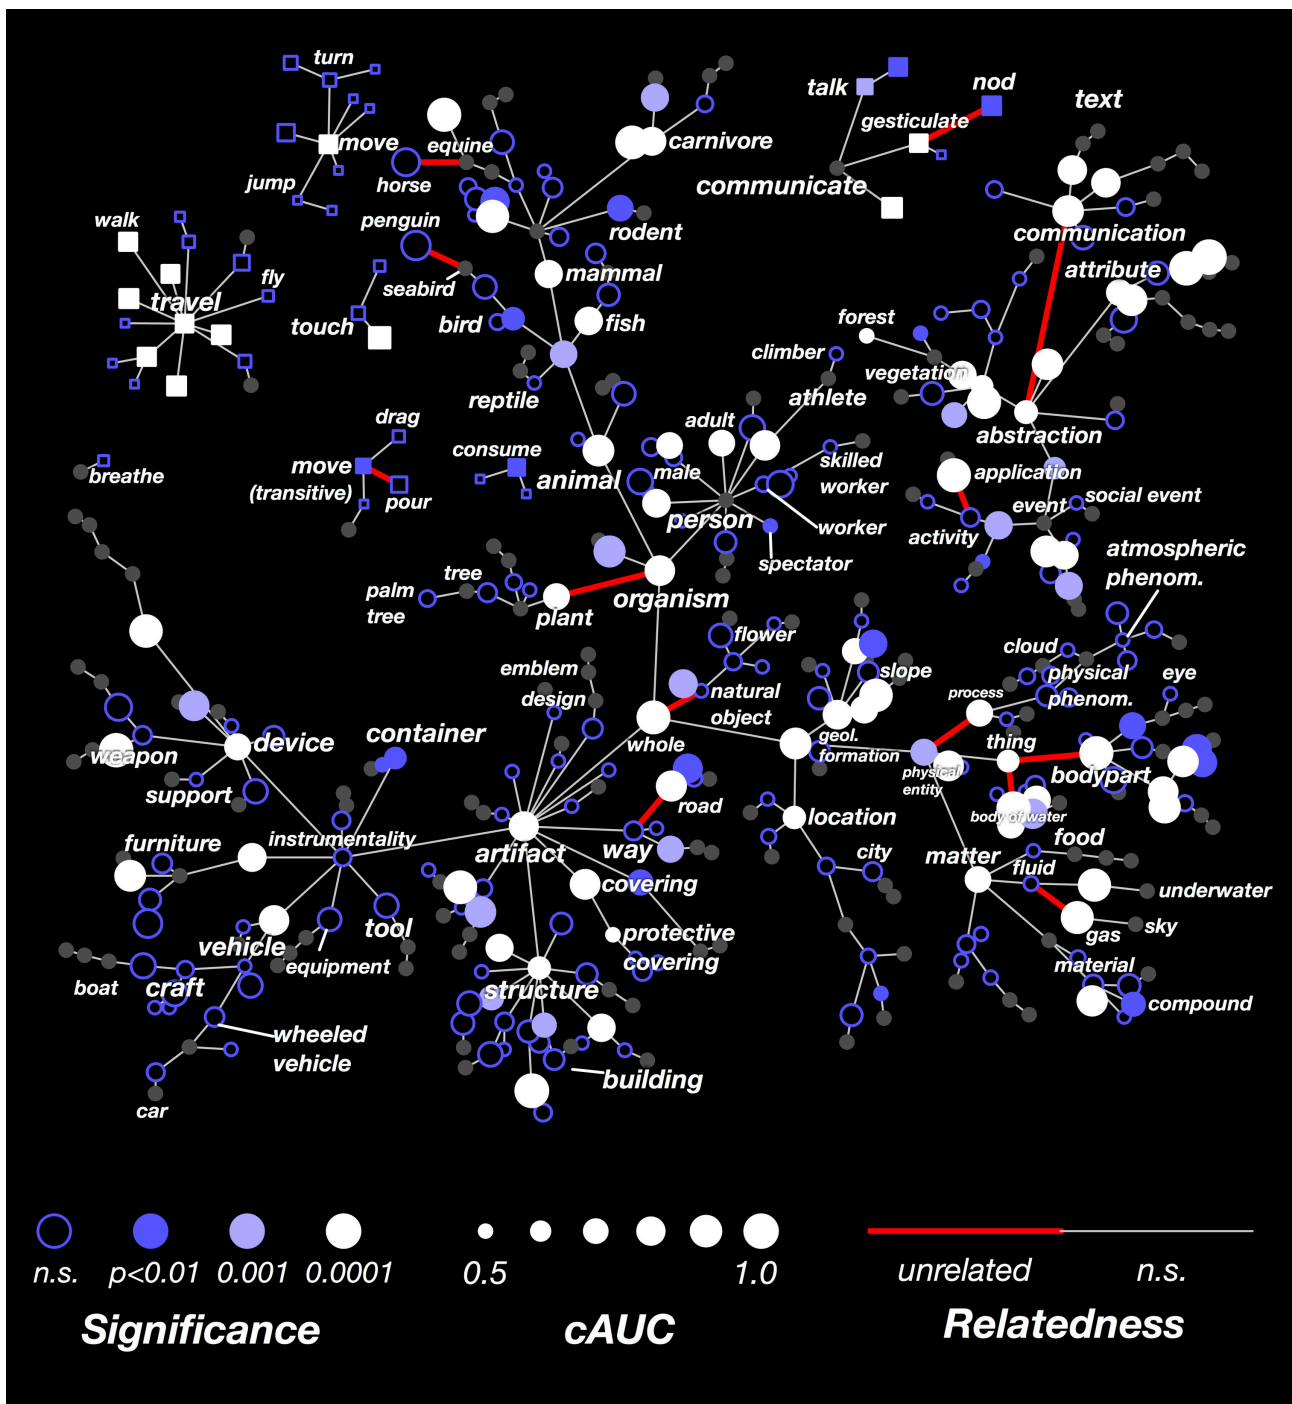 turn
talk
nod
text
gesticulate
move
equine
carnivore
horse
jump
communicate
walk
penguin
rodent
communication
mammal
attribute
fly
seabird
travel
touch
bird
fish
forest
climber
vegetation
reptile
athlete
drag
adult
abstraction
consume
move
(transitive)
breathe
animal
male
skilled
worker
application
pour
person
worker
event
social event
activity
spectator
atmospheric
phenom.
tree
palm
tree
organism
plant
flower
emblem
design
cloud
slope
physical
phenom.
eye
natural
object
process
container
whole
geol.
formation
thing
device
weapon
physical
entity
bodypart
support
road
location
body of water
furniture
instrumentality
artifact
way
city
matter
food
fluid
covering
underwater
vehicle
tool
protective
covering
gas
sky
equipment
material
boat
craft
structure
compound
wheeled
vehicle
building
car
n.s.
p<0.01
0.001
0.0001
0.5
1.0
unrelated
n.s.
Significance
cAUC
Relatedness